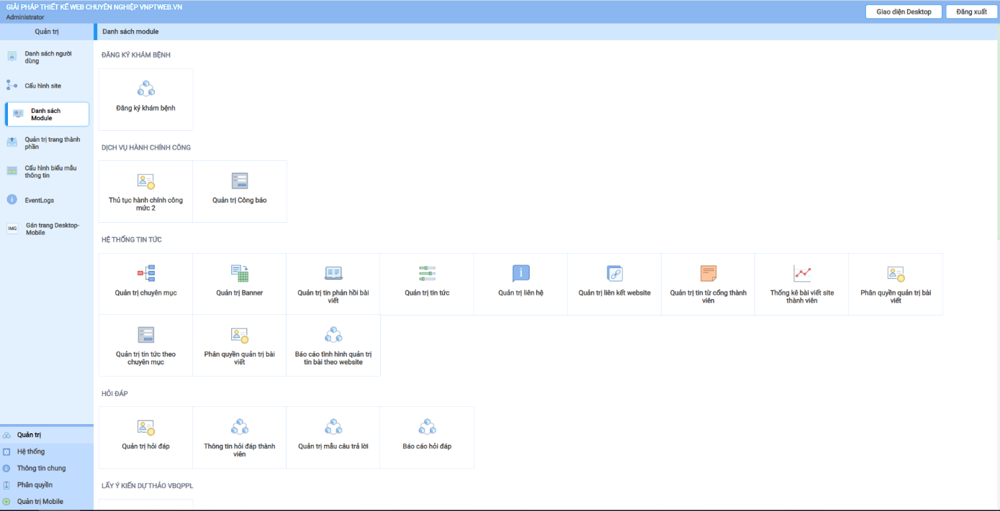 GIẢI PHÁP THIẾT KẾ WEB CHUYÊN NGHIỆP VNPTWEB.VN
Administrator
Giao diện Desktop
Đăng xuất
Quản trị
Danh sách người
dùng
Cấu hình site
Danh sách
Module
Quản trị trang thành
phần
Cấu hình biểu mẫu
thông tin
i
EventLogs
IMG
Gán trang Desktop-
Mobile
Quản trị
Hệ thống
Thông tin chung
Phân quyền
Quản trị Mobile
Danh sách module
ĐĂNG KÝ KHÁM BỆNH
Đăng ký khám bệnh
DỊCH VỤ HÀNH CHÍNH CÔNG
Thủ tục hành chính công
mức 2
Quản trị Công báo
HỆ THỐNG TIN TỨC
Quản trị chuyên mục
Quản trị Banner
Quản trị tin phản hồi bài
viết
Quản trị tin tức
i
Quản trị liên hệ
Quản trị liên kết website
Quản trị tin từ cổng thành
viên
Thống kê bài viết site
thành viên
Phân quyền quản trị bài
viết
Quản trị tin tức theo
chuyên mục
Phân quyền quản trị bài
viết
Báo cáo tình hình quản trị
tin bài theo website
HỎI ĐÁP
Quản trị hỏi đáp
Thông tin hỏi đáp thành
viên
Quản trị mẫu câu trả lời
Báo cáo hỏi đáp
LẤY Ý KIẾN DỰ THẢO VBQPPL